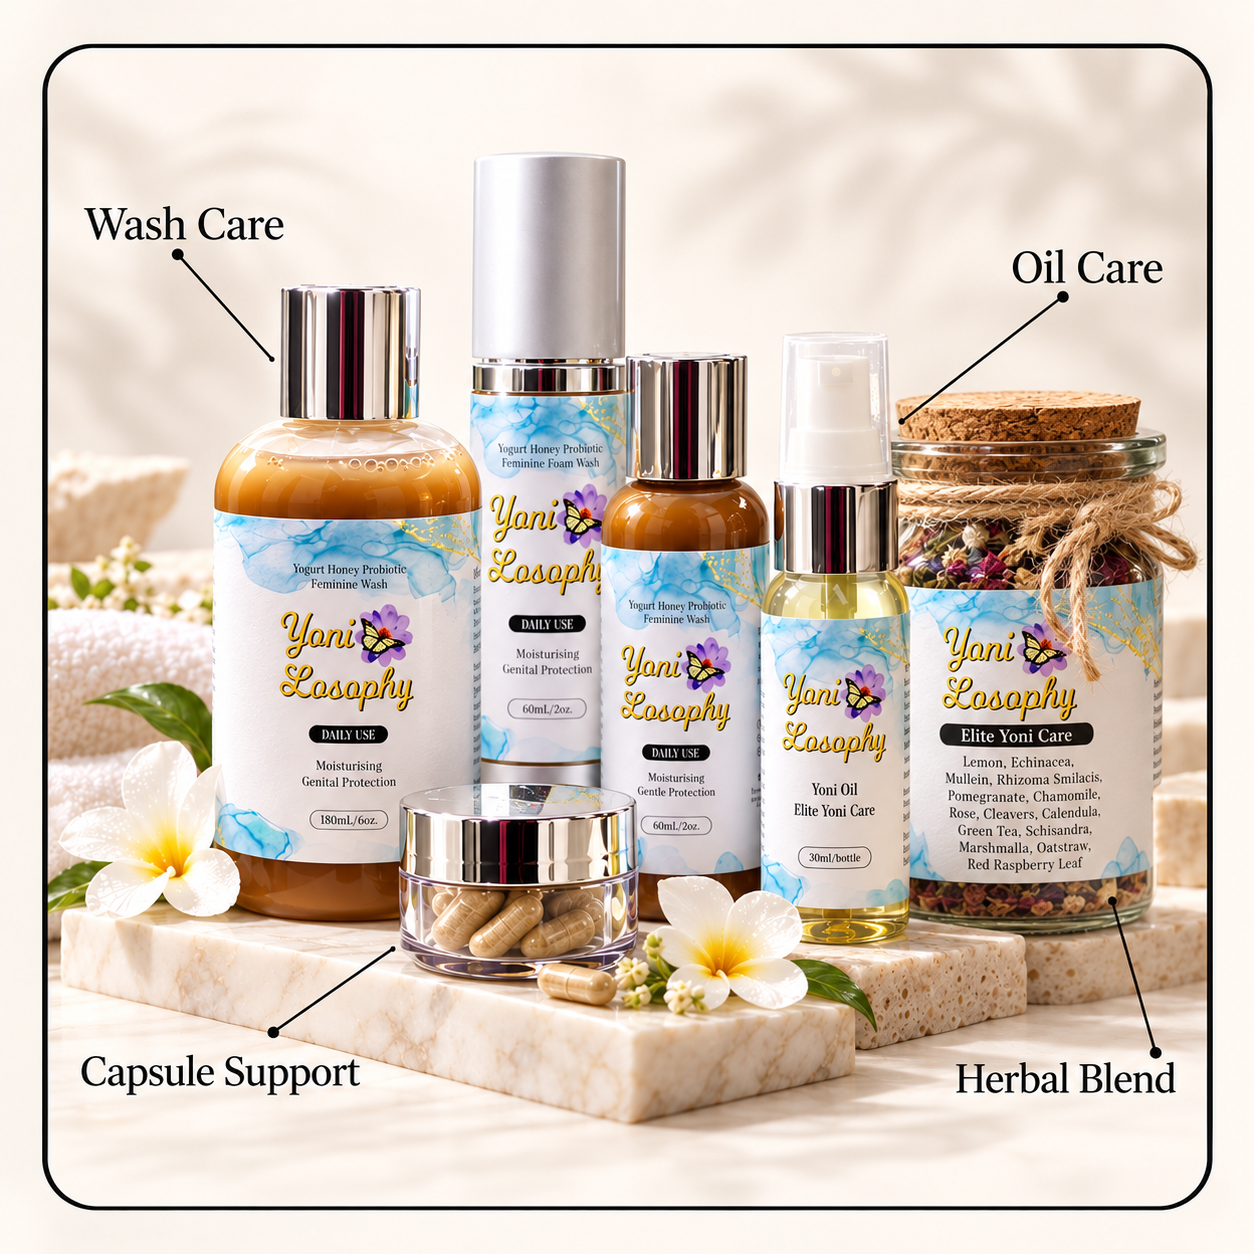 Wash Care
Oil Care
Yogurt Honey Probiotic
Feminine Wash
Yoni
Losophy
DAILY USE
Moisturising
Genital Protection
180mL/6oz.
Yogurt Honey Probiotic
Feminine Foam Wash
Yoni
Losophy
DAILY USE
Moisturising
Genital Protection
60mL/2oz.
Yogurt Honey Probiotic
Feminine Wash
Yoni
Losophy
DAILY USE
Moisturising
Gentle Protection
60mL/2oz.
Yoni
Losophy
Yoni Oil
Elite Yoni Care
30ml/bottle
Yoni
Losophy
Elite Yoni Care
Lemon, Echinacea,
Mullein, Rhizoma Smilacis,
Pomegranate, Chamomile,
Rose, Cleavers, Calendula,
Green Tea, Schisandra,
Marshmalla, Oatstraw,
Red Raspberry Leaf
Capsule Support
Herbal Blend